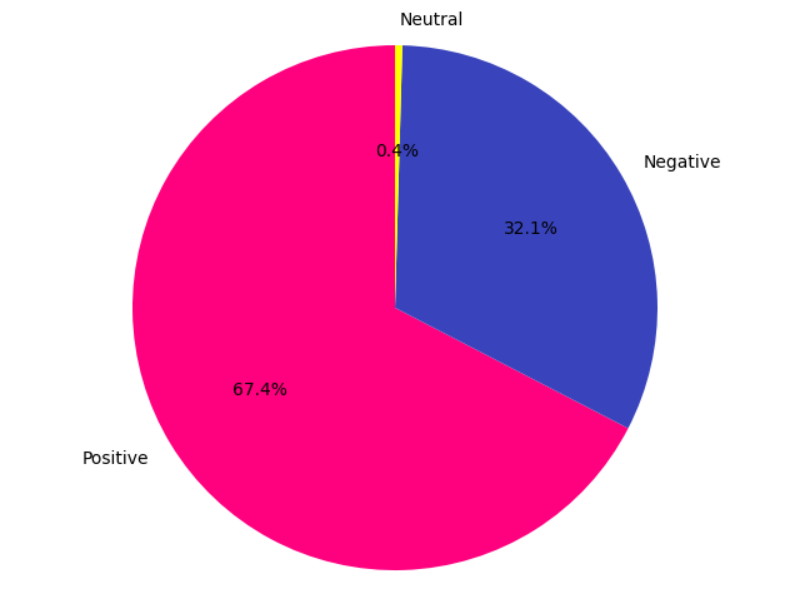 Neutral
0.4%
Negative
32.1%
67.4%
Positive